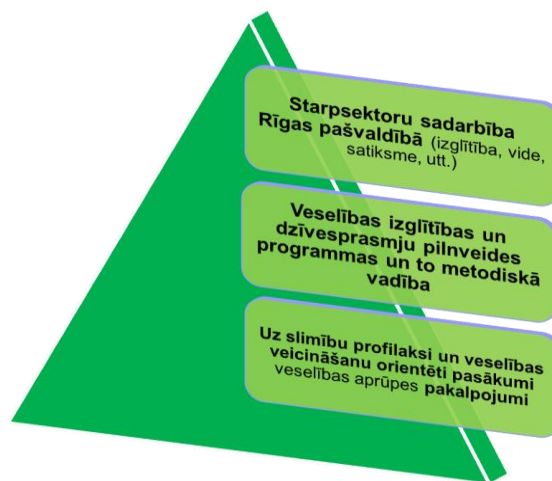 Starpsektoru sadarbība
Rīgas pašvaldībā (izglītība, vide,
satiksme, utt.)
Veselības izglītības un
dzīvesprasmju pilnveides
programmas un to metodiskā
vadība
Uz slimību profilaksi un veselības
veicināšanu orientēti pasākumi
veselības aprūpes pakalpojumi